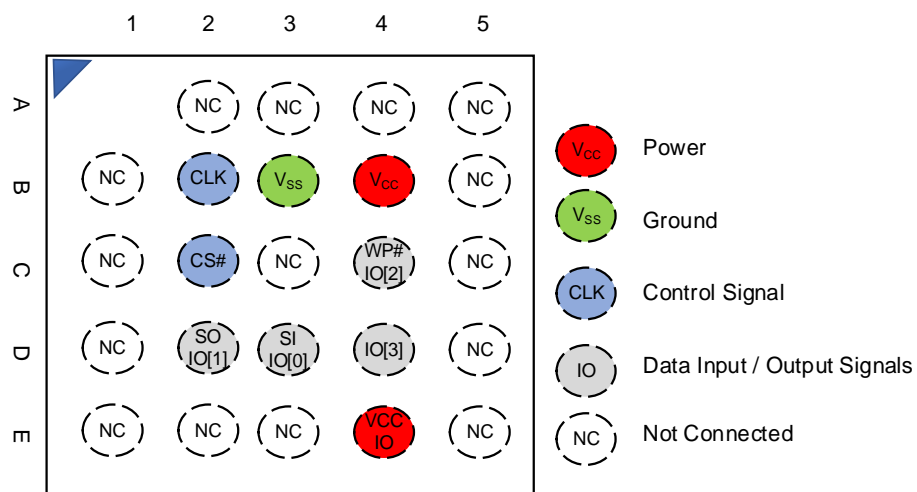 1 2 3 4 5
A NC NC NC NC
B NC CLK VSS VCC NC
C NC CS# NC WP# IO[2] NC
D NC SO IO[1] SI IO[0] IO[3] NC
E NC NC NC VCC IO NC
VCC Power
VSS Ground
CLK Control Signal
IO Data Input / Output Signals
NC Not Connected